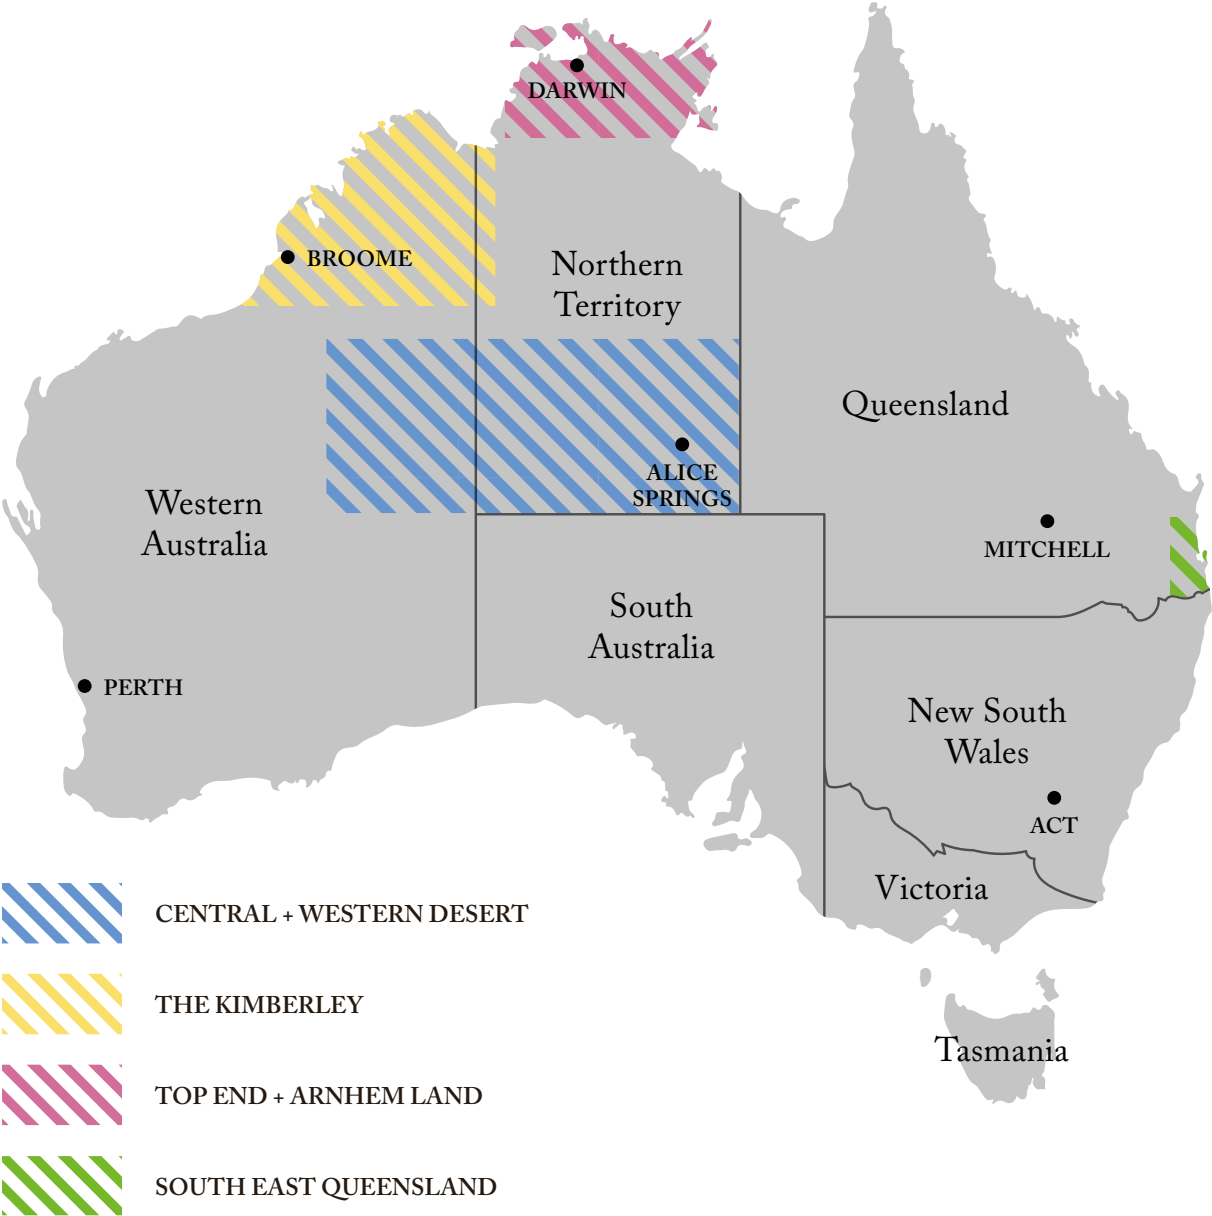 DARWIN
BROOME
Northern
Territory
Queensland
ALICE
SPRINGS
Western
Australia
MITCHELL
South
Australia
PERTH
New South
Wales
ACT
Victoria
CENTRAL + WESTERN DESERT
THE KIMBERLEY
Tasmania
TOP END + ARNHEM LAND
SOUTH EAST QUEENSLAND